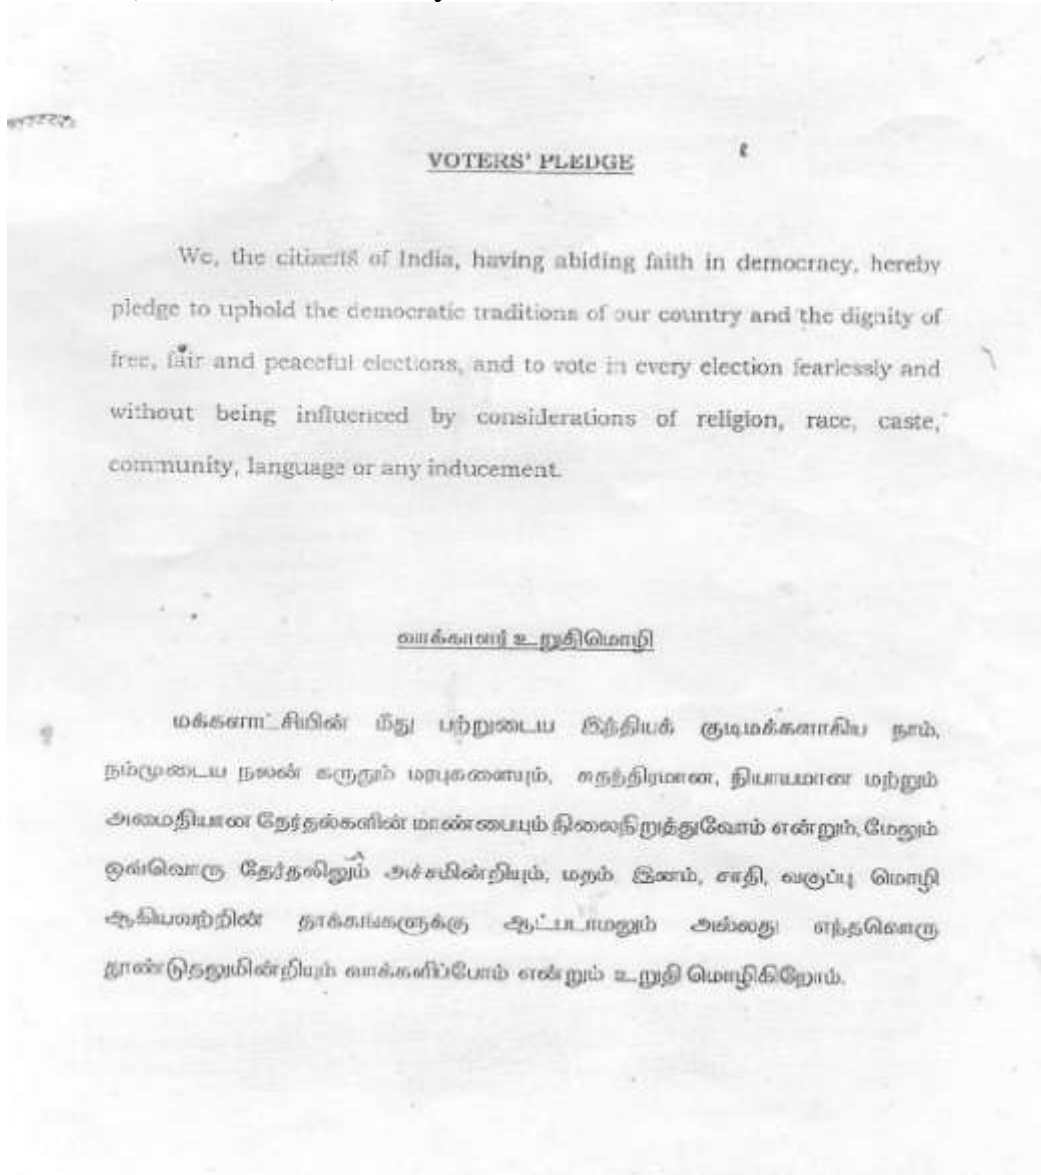 VOTERS' PLEDGE
We, the citizens of India, having abiding faith in democracy, hereby
pledge to uphold the democratic traditions of our country and the dignity of
free, fair and peaceful elections, and to vote in every election fearlessly and
without being influenced by considerations of religion, race, caste,
community, language or any inducement.
வாக்காளர் உறுதிமொழி
மக்களாட்சியின் மீது பற்றுடைய இந்தியக் குடிமக்களாகிய நாம்,
நம்முடைய நலன் கருதும் மரபுகளையும், சுதந்திரமான, நியாயமான மற்றும்
அமைதியான தேர்தல்களின் மாண்பையும் நிலைநிறுத்துவோம் என்றும், மேலும்
ஒவ்வொரு தேர்தலிலும் அச்சமின்றியும், மதம் இனம், சாதி, வகுப்பு மொழி
ஆகியவற்றின் தாக்கங்களுக்கு ஆட்படாமலும் அல்லது எந்தவொரு
தூண்டுதலுமின்றியும் வாக்களிப்போம் என்றும் உறுதி மொழிகிறோம்.